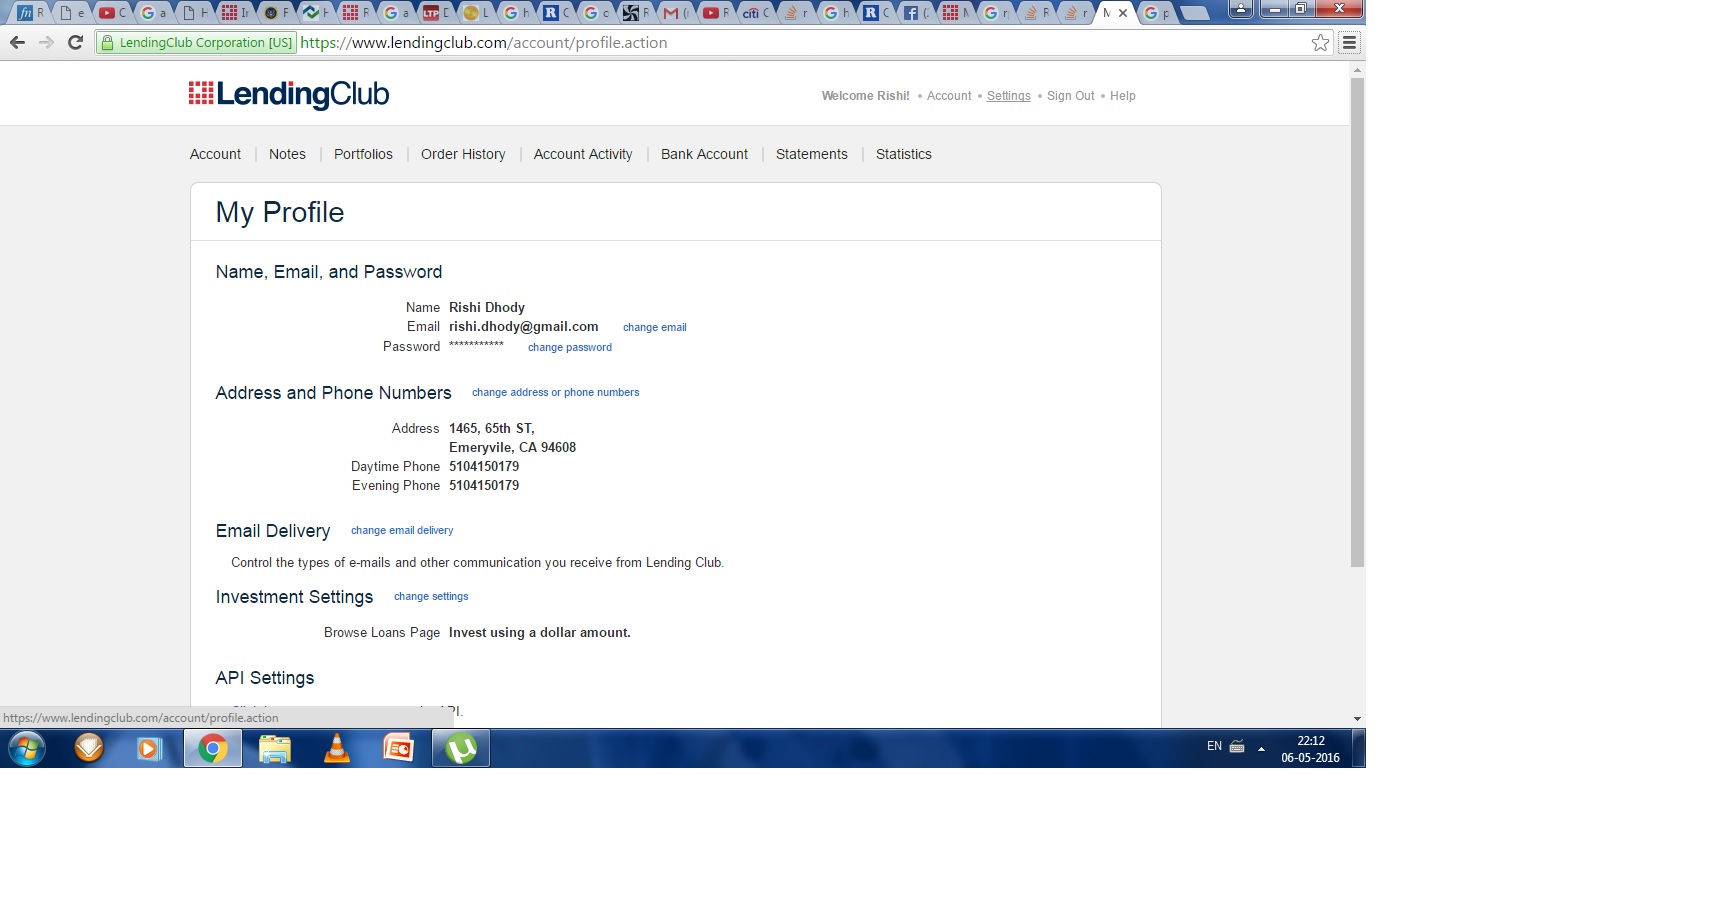 LendingClub Corporation [US] https://www.lendingclub.com/account/profile.action
LendingClub
Welcome Rishi! • Account • Settings • Sign Out • Help
Account | Notes | Portfolios | Order History | Account Activity | Bank Account | Statements | Statistics
My Profile
Name, Email, and Password
Name Rishi Dhody
Email rishi.dhody@gmail.com change email
Password *********** change password
Address and Phone Numbers change address or phone numbers
Address 1465, 65th ST,
Emeryvile, CA 94608
Daytime Phone 5104150179
Evening Phone 5104150179
Email Delivery change email delivery
Control the types of e-mails and other communication you receive from Lending Club.
Investment Settings change settings
Browse Loans Page Invest using a dollar amount.
API Settings
https://www.lendingclub.com/account/profile.action
EN
22:12
06-05-2016